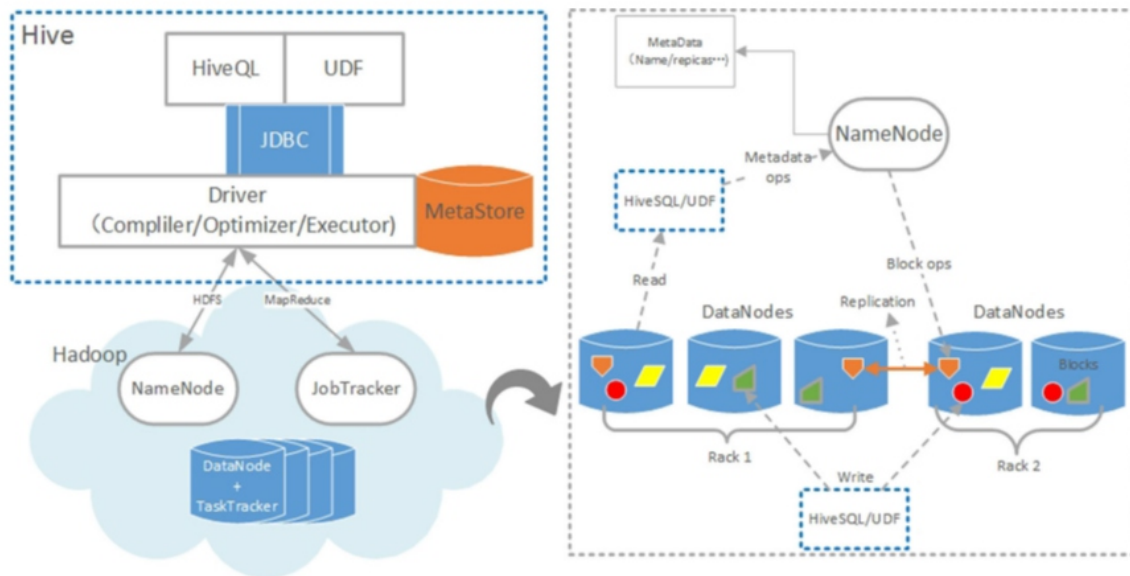 Hive
HiveQL
UDF
JDBC
Driver
（Compliler/Optimizer/Executor)
MetaStore
HDFS
MapReduce
Hadoop
NameNode
JobTracker
DataNode
+
TaskTracker
MetaData
（Name/repicas…）
NameNode
Metadata
ops
HiveSQL/UDF
Read
Block ops
Replication
DataNodes
DataNodes
Blocks
Rack 1
Rack 2
Write
HiveSQL/UDF